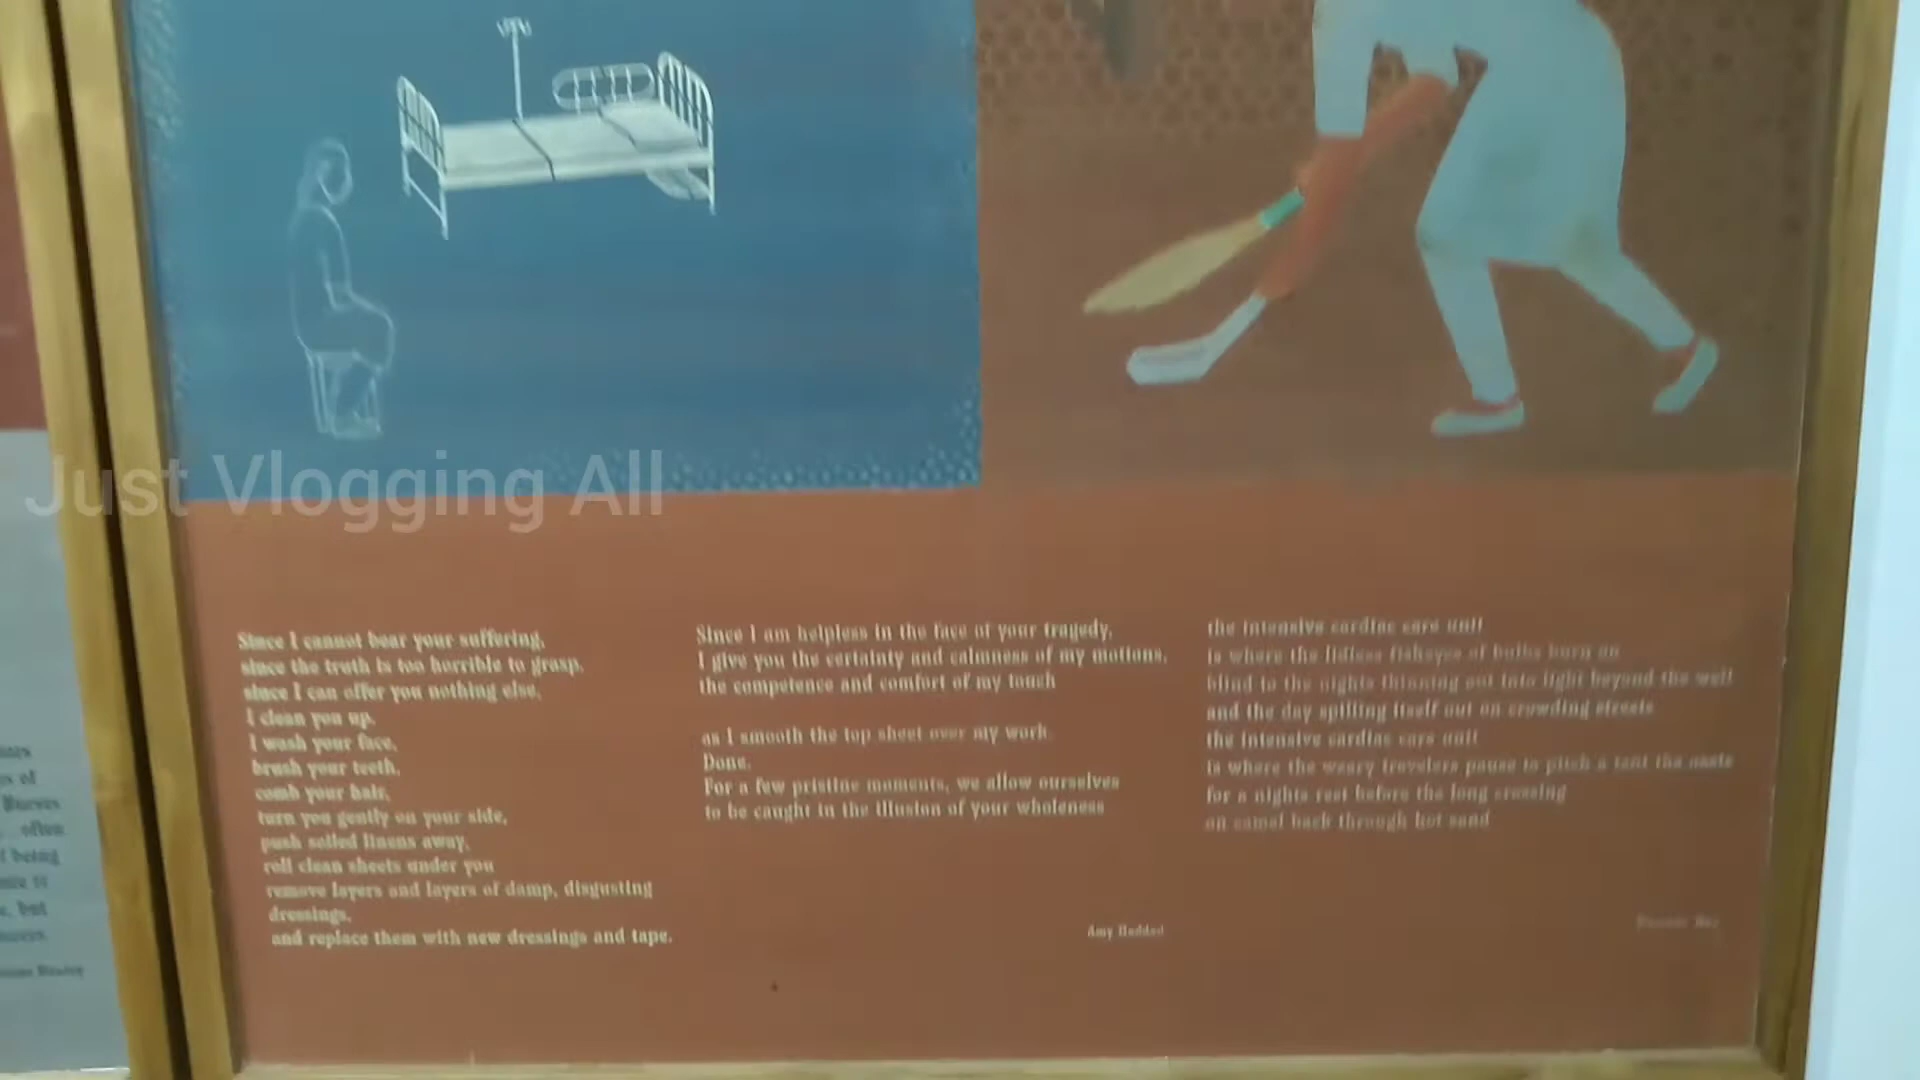 Just Vlogging All
Since I cannot bear your suffering,
since the truth is too horrible to grasp,
since I can offer you nothing else,
I clean you up,
I wash your face,
brush your teeth,
comb your hair,
turn you gently on your side,
push soiled linens away,
roll clean sheets under you
remove layers and layers of damp, disgusting
dressings,
and replace them with new dressings and tape.
Since I am helpless in the face of your tragedy,
I give you the certainty and calmness of my motions,
the competence and comfort of my touch
as I smooth the top sheet over my work.
Done.
For a few pristine moments, we allow ourselves
to be caught in the illusion of your wholeness
Amy Haddad
the intensive cardiac care unit
is where the lidless fisheyes of bulbs burn on
blind to the nights thinning out into light beyond the wall
and the day spilling itself out on crowding streets
the intensive cardiac care unit
is where the weary travelers pause to pitch a tent the oasis
for a nights rest before the long crossing
on camel back through hot sand
of
often
being
but